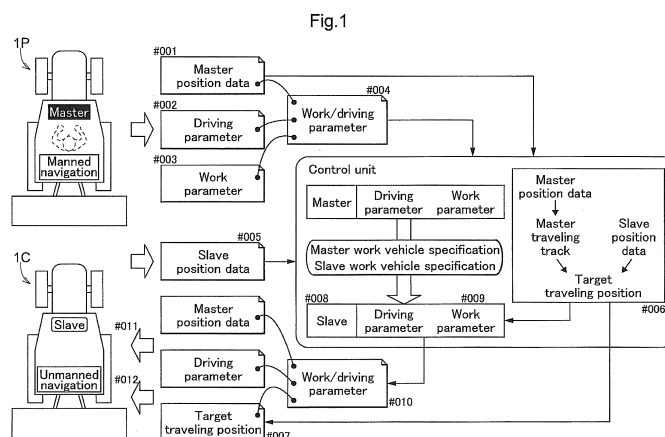 Fig.1
1P
Master
Manned
navigation
#001
Master
position data
#002
Driving
parameter
#003
Work
parameter
#004
Work/driving
parameter
Control unit
Master
Driving
parameter
Work
parameter
Master work vehicle specification
Slave work vehicle specification
#008
#009
Slave
Driving
parameter
Work
parameter
Master
position data
Master
traveling
track
Slave
position
data
Target
traveling position
#006
#005
Slave
position data
1C
Slave
Unmanned
navigation
#011
#012
Master
position data
Driving
parameter
Target
traveling position
#007
Work/driving
parameter
#010